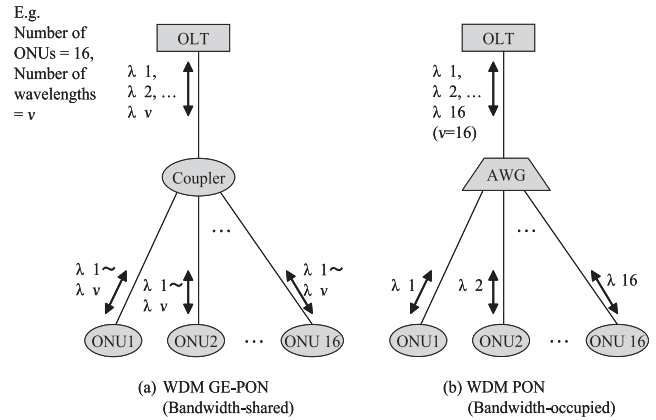 E.g.
Number of
ONUs = 16,
Number of
wavelengths
= v
OLT
λ 1,
λ 2, ...
λ v
Coupler
...
λ 1~
λ v
λ 1~
λ v
λ 1~
λ v
ONU1
ONU2
...
ONU 16
(a) WDM GE-PON
(Bandwidth-shared)
OLT
λ 1,
λ 2, ...
λ 16
(v=16)
AWG
...
λ 1
λ 2
λ 16
ONU1
ONU2
...
ONU 16
(b) WDM PON
(Bandwidth-occupied)